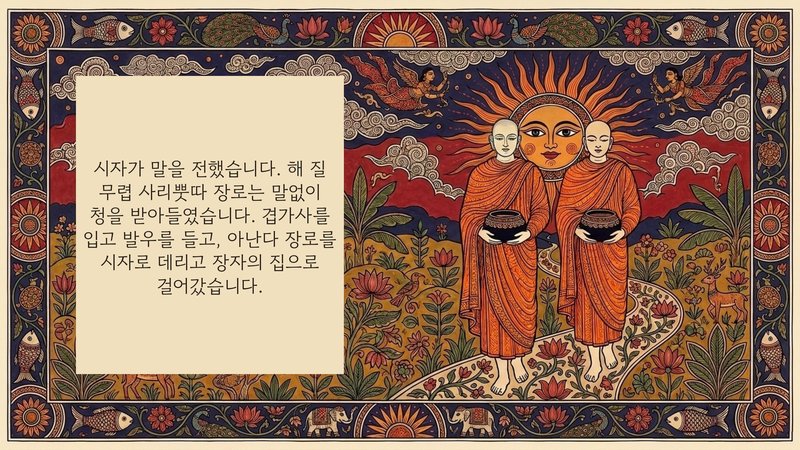 시자가 말을 전했습니다. 해 질
무렵 사리뿟따 장로는 말없이
청을 받아들였습니다. 겹가사를
입고 발우를 들고, 아난다 장로를
시자로 데리고 장자의 집으로
걸어갔습니다.